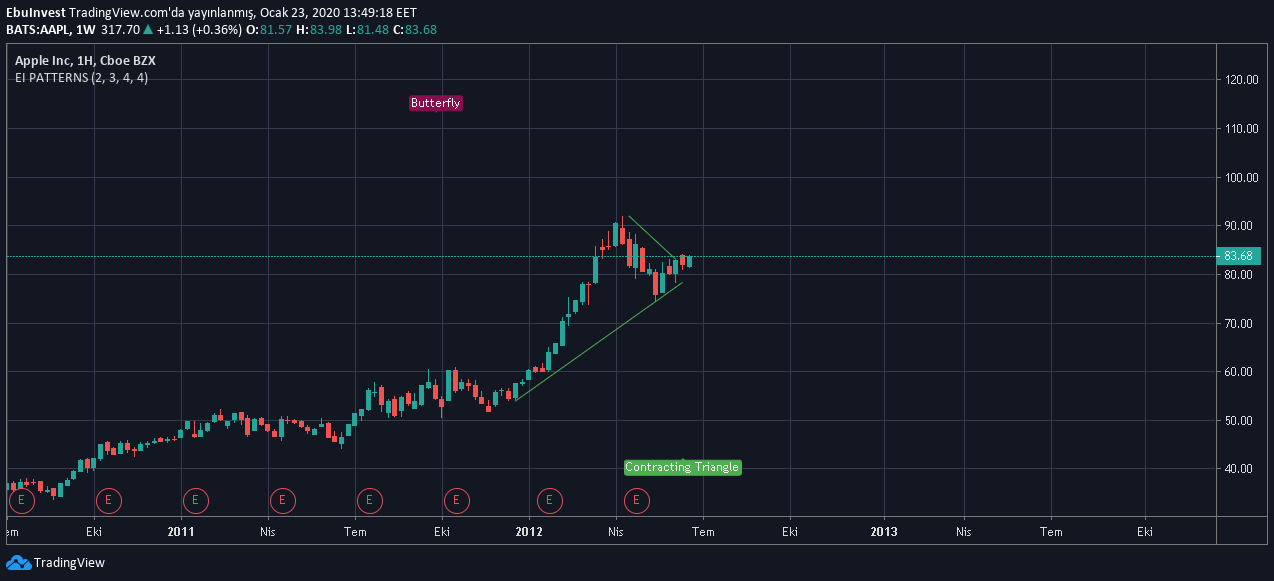 EbuInvest TradingView.com'da yayınlanmış, Ocak 23, 2020 13:49:18 EET
BATS:AAPL, 1W 317.70 ▲ +1.13 (+0.36%) O:81.57 H:83.98 L:81.48 C:83.68
Apple Inc, 1H, Cboe BZX
EI PATTERNS (2, 3, 4, 4)
120.00
Butterfly
110.00
100.00
90.00
83.68
80.00
70.00
60.00
50.00
Contracting Triangle
40.00
E E E E E E E E
em Eki 2011 Nis Tem Eki 2012 Nis Tem Eki 2013 Nis Tem Eki
TradingView